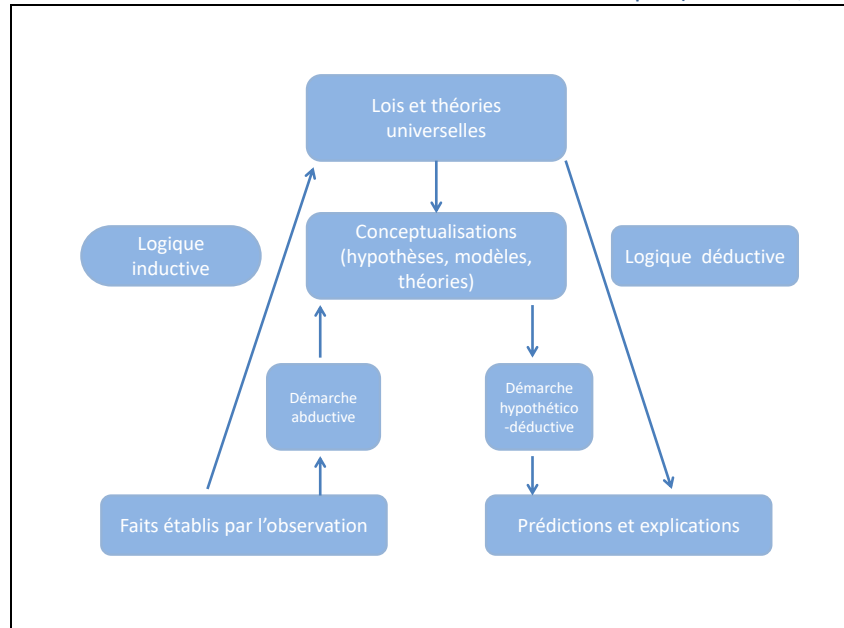 Lois et théories
universelles
Logique
inductive
Conceptualisations
(hypothèses, modèles,
théories)
Logique déductive
Démarche
abductive
Démarche
hypothético
-déductive
Faits établis par l’observation
Prédictions et explications